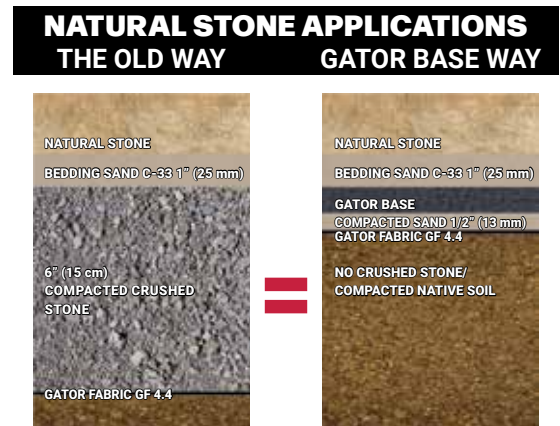 NATURAL STONE APPLICATIONS
THE OLD WAY
GATOR BASE WAY
NATURAL STONE
BEDDING SAND C-33 1” (25 mm)
6” (15 cm)
COMPACTED CRUSHED
STONE
GATOR FABRIC GF 4.4
NATURAL STONE
BEDDING SAND C-33 1” (25 mm)
GATOR BASE
COMPACTED SAND 1/2” (13 mm)
GATOR FABRIC GF 4.4
NO CRUSHED STONE/
COMPACTED NATIVE SOIL